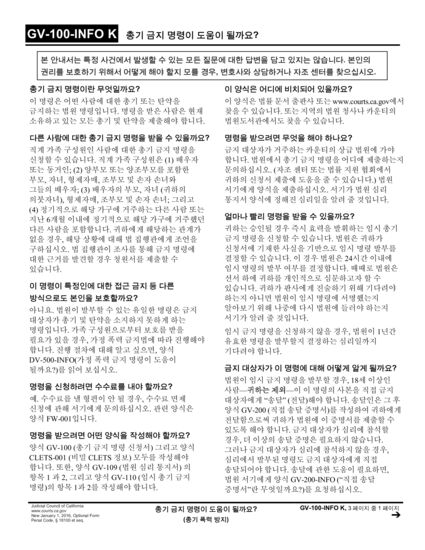 GV-100-INFO K 총기 금지 명령이 도움이 될까요?
본 안내서는 특정 사건에서 발생할 수 있는 모든 질문에 대한 답변을 담고 있지는 않습니다. 본인의
권리를 보호하기 위해서 어떻게 해야 할지 모를 경우, 변호사와 상담하거나 자조 센터를 찾으십시오.
총기 금지 명령이란 무엇일까요?
이 명령은 어떤 사람에 대한 총기 또는 탄약을
금지하는 법원 명령입니다. 명령을 받은 사람은 현재
소유하고 있는 모든 총기 및 탄약을 제출해야 합니다.
다른 사람에 대한 총기 금지 명령을 받을 수 있을까요?
직계 가족 구성원인 사람에 대한 총기 금지 명령을
신청할 수 있습니다. 직계 가족 구성원은 (1) 배우자
또는 동거인; (2) 양부모 또는 양조부모를 포함한
부모, 자녀, 형제자매, 조부모 및 손자 손녀와
그들의 배우자; (3) 배우자의 부모, 자녀 (귀하의
의붓자녀), 형제자매, 조부모 및 손자 손녀; 그리고
(4) 정기적으로 해당 가구에 거주하는 다른 사람 또는
지난 6개월 이내에 정기적으로 해당 가구에 거주했던
다른 사람을 포함합니다. 귀하에게 해당하는 관계가
없을 경우, 해당 상황에 대해 법 집행관에게 조언을
구하십시오. 법 집행관이 조사를 통해 금지 명령에
대한 근거를 발견할 경우 청원서를 제출할 수
있습니다.
이 명령이 특정인에 대한 접근 금지 등 다른
방식으로도 본인을 보호할까요?
아니요. 법원이 발부할 수 있는 유일한 명령은 금지
대상자가 총기 및 탄약을 소지하지 못하게 하는
명령입니다. 가족 구성원으로부터 보호를 받을
필요가 있을 경우, 가정 폭력 금지법에 따라 진행해야
합니다. 진행 절차에 대해 알고 싶으면, 양식
DV-500-INFO(가정 폭력 금지 명령이 도움이
될까요?)를 읽어 보십시오.
명령을 신청하려면 수수료를 내야 할까요?
예. 수수료를 낼 형편이 안 될 경우, 수수료 면제
신청에 관해 서기에게 문의하십시오. 관련 양식은
양식 FW-001입니다.
명령을 받으려면 어떤 양식을 작성해야 할까요?
양식 GV-100 (총기 금지 명령 신청서) 그리고 양식
CLETS-001 (비밀 CLETS 정보) 모두를 작성해야
합니다. 또한, 양식 GV-109 (법원 심리 통지서) 의
항목 1 과 2, 그리고 양식 GV-110 (임시 총기 금지
명령)의 항목 1과 2를 작성해야 합니다.
이 양식은 어디에 비치되어 있을까요?
이 양식은 법률 문서 출판사 또는 www.courts.ca.gov에서
찾을 수 있습니다. 또는 지역의 법원 청사나 카운티의
법원도서관에서도 찾을 수 있습니다.
명령을 받으려면 무엇을 해야 하나요?
금지 대상자가 거주하는 카운티의 상급 법원에 가야
합니다. 법원에서 총기 금지 명령을 어디에 제출하는지
문의하십시오. (자조 센터 또는 법률 지원 협회에서
귀하의 신청서 제출에 도움을 줄 수 있습니다.) 법원
서기에게 양식을 제출하십시오. 서기가 법원 심리
통지서 양식에 정해진 심리일을 알려 줄 것입니다.
얼마나 빨리 명령을 받을 수 있을까요?
귀하는 승인될 경우 즉시 효력을 발휘하는 임시 총기
금지 명령을 신청할 수 있습니다. 법원은 귀하가
신청서에 기재한 사실을 기반으로 임시 명령 발부를
결정할 수 있습니다. 이 경우 법원은 24시간 이내에
임시 명령의 발부 여부를 결정합니다. 때때로 법원은
선서 하에 귀하를 개인적으로 심문하고자 할 수
있습니다. 귀하가 판사에게 진술하기 위해 기다려야
하는지 아니면 법원이 임시 명령에 서명했는지
알아보기 위해 나중에 다시 법원에 들러야 하는지
서기가 알려 줄 것입니다.
임시 금지 명령을 신청하지 않을 경우, 법원이 1년간
유효한 명령을 발부할지 결정하는 심리일까지
기다려야 합니다.
금지 대상자가 이 명령에 대해 어떻게 알게 될까요?
법원이 임시 금지 명령을 발부할 경우, 18세 이상인
사람—귀하는 제외—이 이 명령의 사본을 직접 금지
대상자에게 "송달" (전달)해야 합니다. 송달인은 그 후
양식 GV-200 (직접 송달 증명서)를 작성하여 귀하에게
전달함으로써 귀하가 법원에 이 증명서를 제출할 수
있도록 해야 합니다. 금지 대상자가 심리에 참석할
경우, 더 이상의 송달 증명은 필요하지 않습니다.
그러나 금지 대상자가 심리에 참석하지 않을 경우,
심리에서 발부된 명령도 금지 대상자에게 직접
송달되어야 합니다. 송달에 관한 도움이 필요하면,
법원 서기에게 양식 GV-200-INFO ("직접 송달
증명서"란 무엇일까요?)를 요청하십시오.
Judicial Council of California
www.courts.ca.gov
New January 1, 2016, Optional Form
Penal Code, § 18100 et seq.
총기 금지 명령이 도움이 될까요?
(총기 폭력 방지)
GV-100-INFO K, 3 페이지 중 1 페이지
→